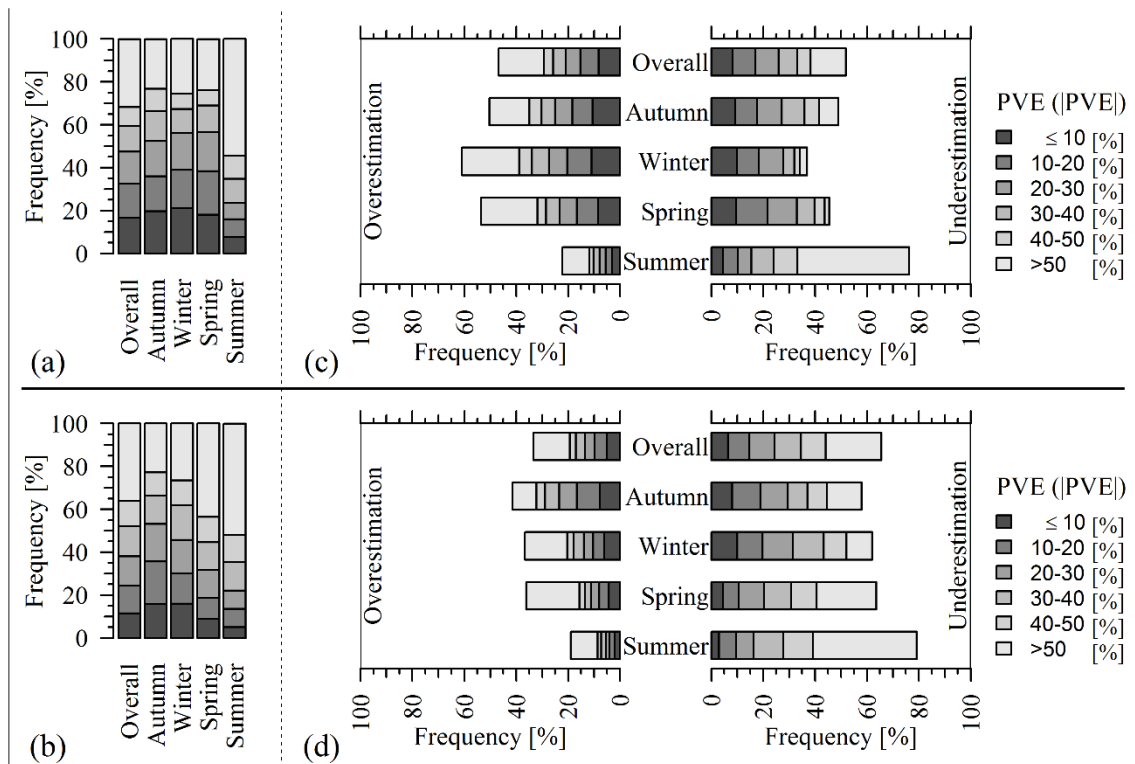 100
80
60
40
20
0
Frequency [%]
Overall
Autumn
Winter
Spring
Summer
(a)
Overestimation
Overall
Autumn
Winter
Spring
Summer
Underestimation
100
80
60
40
20
0
0
20
40
60
80
100
Frequency [%]
Frequency [%]
(c)
PVE (|PVE|)
≤ 10 [%]
10-20 [%]
20-30 [%]
30-40 [%]
40-50 [%]
>50 [%]
100
80
60
40
20
0
Frequency [%]
Overall
Autumn
Winter
Spring
Summer
(b)
Overestimation
Overall
Autumn
Winter
Spring
Summer
Underestimation
100
80
60
40
20
0
0
20
40
60
80
100
Frequency [%]
Frequency [%]
(d)
PVE (|PVE|)
≤ 10 [%]
10-20 [%]
20-30 [%]
30-40 [%]
40-50 [%]
>50 [%]